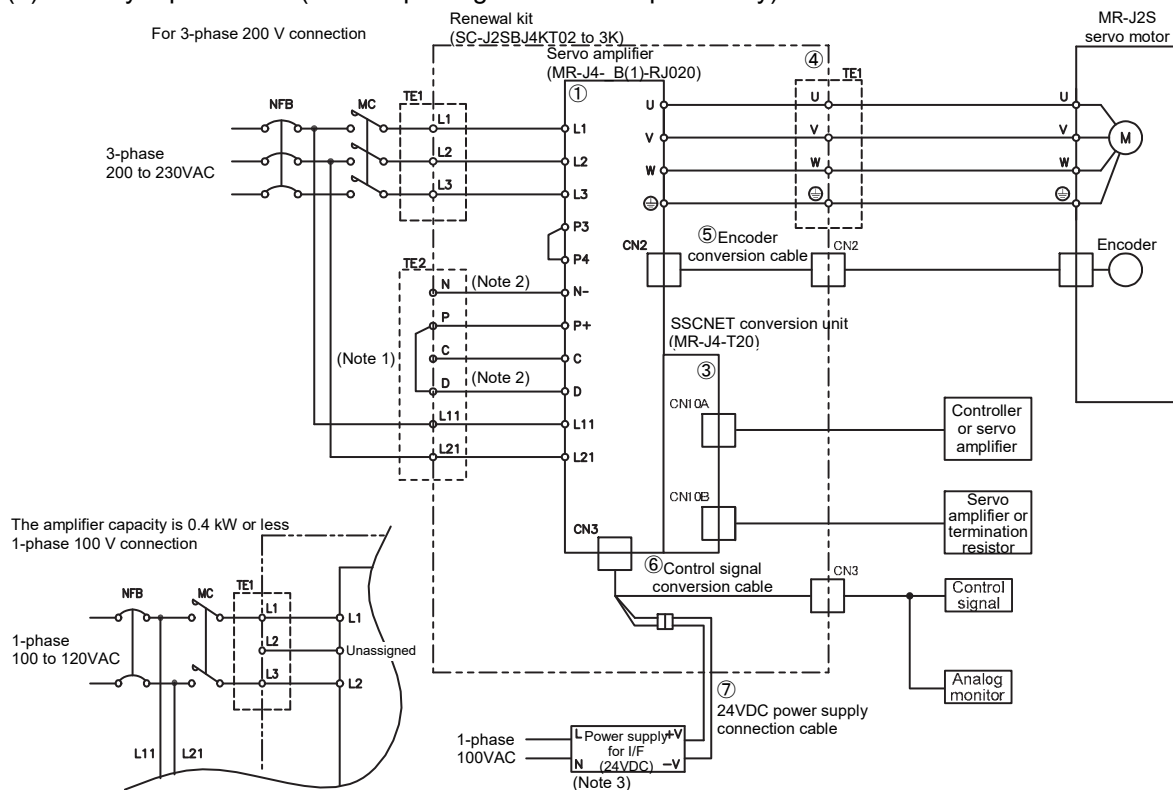 For 3-phase 200 V connection
Renewal kit
(SC-J2SBJ4KT02 to 3K)
Servo amplifier
(MR-J4-_B(1)-RJ020)
MR-J2S
servo motor
④
TE1
①
NFB
MC
TE1
L1
L2
L3
3-phase
200 to 230VAC
L1
L2
L3
P3
P4
N-
P+
C
D
L11
L21
U
V
W
U
V
W
U
V
W
M
TE2
N
(Note 2)
P
(Note 1)
C
D
(Note 2)
L11
L21
CN2
⑤Encoder
conversion cable
CN2
Encoder
SSCNET conversion unit
(MR-J4-T20)
③
CN10A
Controller
or servo
amplifier
CN10B
Servo
amplifier or
termination
resistor
CN3
⑥Control signal
conversion cable
CN3
Control
signal
Analog
monitor
⑦
24VDC power supply
connection cable
1-phase
100VAC
L
N
Power supply
for I/F
(24VDC)
+V
-V
(Note 3)
The amplifier capacity is 0.4 kW or less
1-phase 100 V connection
NFB
MC
TE1
L1
L2
L3
1-phase
100 to 120VAC
L1
Unassigned
L2
L11
L21